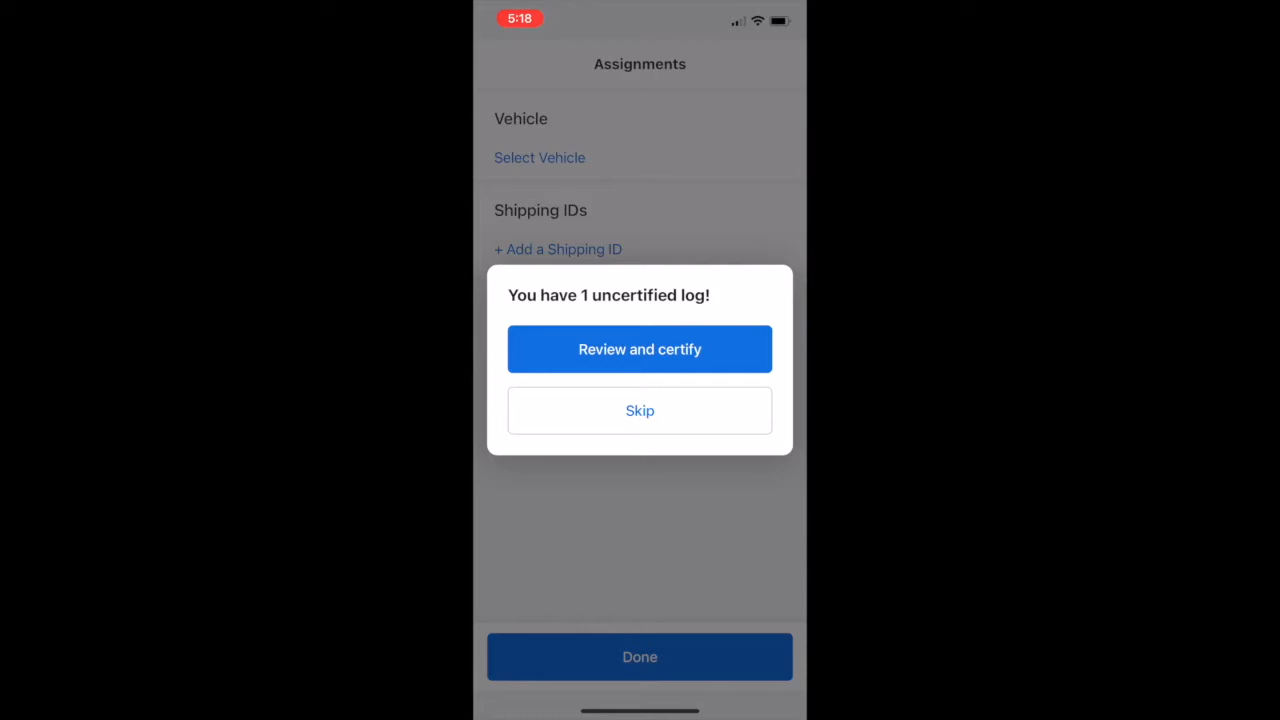 5:18
Assignments
Vehicle
Select Vehicle
Shipping IDs
+ Add a Shipping ID
You have 1 uncertified log!
Review and certify
Skip
Done